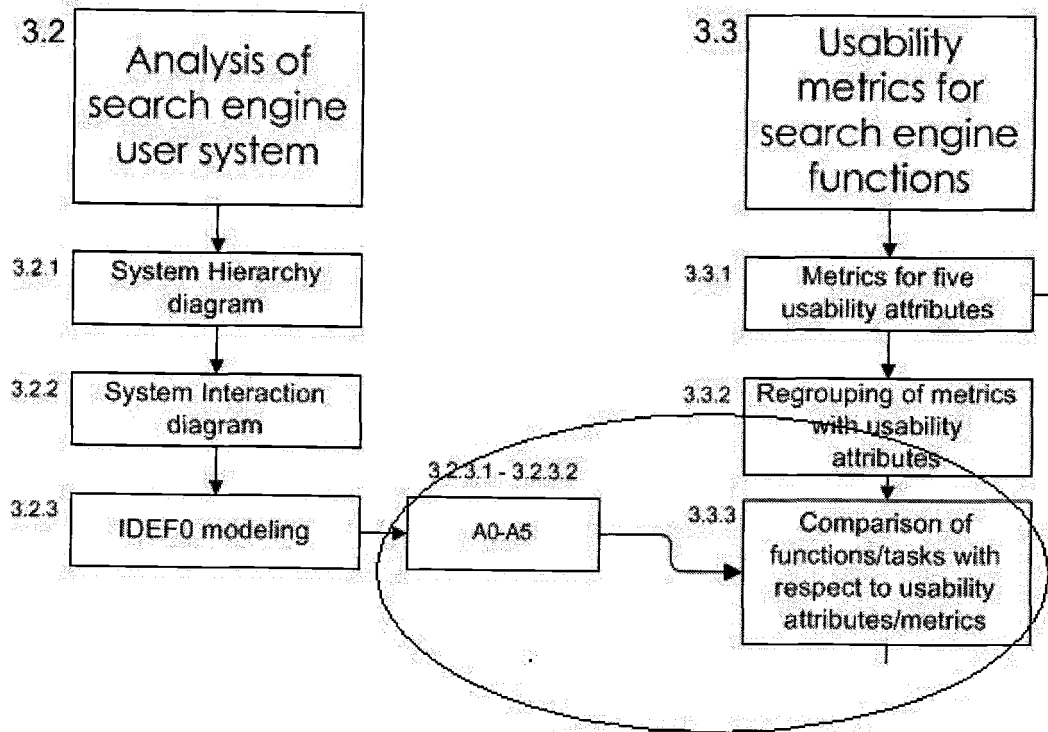 3.2
Analysis of
search engine
user system
3.2.1
System Hierarchy
diagram
3.2.2
System Interaction
diagram
3.2.3
IDEF0 modeling
3.2.3.1 - 3.2.3.2
A0-A5
3.3
Usability
metrics for
search engine
functions
3.3.1
Metrics for five
usability attributes
3.3.2
Regrouping of metrics
with usability
attributes
3.3.3
Comparison of
functions/tasks with
respect to usability
attributes/metrics